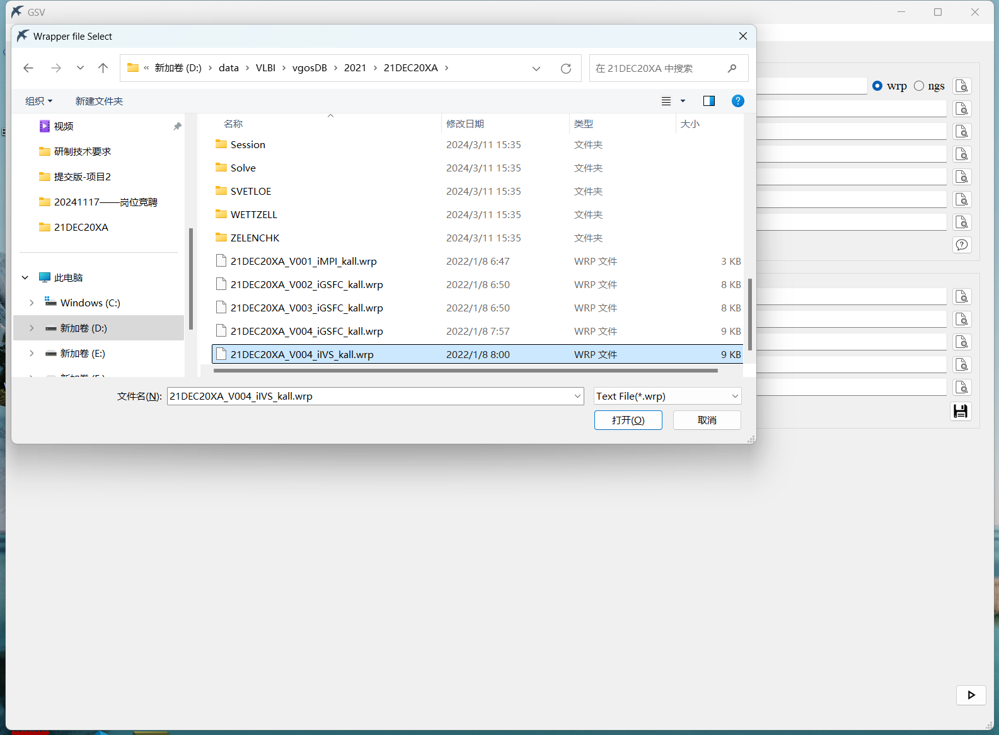 GSV
Wrapper file Select
« 新加卷 (D:) › data › VLBI › vgosDB › 2021 › 21DEC20XA ›
在 21DEC20XA 中搜索
wrp ngs
组织 新建文件夹
视频
研制技术要求
提交版-项目2
20241117——岗位竞聘
21DEC20XA
此电脑
Windows (C:)
新加卷 (D:)
新加卷 (E:)
名称 修改日期 类型 大小
Session 2024/3/11 15:35 文件夹
Solve 2024/3/11 15:35 文件夹
SVETLOE 2024/3/11 15:35 文件夹
WETTZELL 2024/3/11 15:35 文件夹
ZELENCHK 2024/3/11 15:35 文件夹
21DEC20XA_V001_iMPI_kall.wrp 2022/1/8 6:47 WRP 文件 3 KB
21DEC20XA_V002_iGSFC_kall.wrp 2022/1/8 6:50 WRP 文件 8 KB
21DEC20XA_V003_iGSFC_kall.wrp 2022/1/8 6:50 WRP 文件 8 KB
21DEC20XA_V004_iGSFC_kall.wrp 2022/1/8 7:57 WRP 文件 9 KB
21DEC20XA_V004_iIVS_kall.wrp 2022/1/8 8:00 WRP 文件 9 KB
文件名(N): 21DEC20XA_V004_iIVS_kall.wrp Text File(*.wrp)
打开(O) 取消